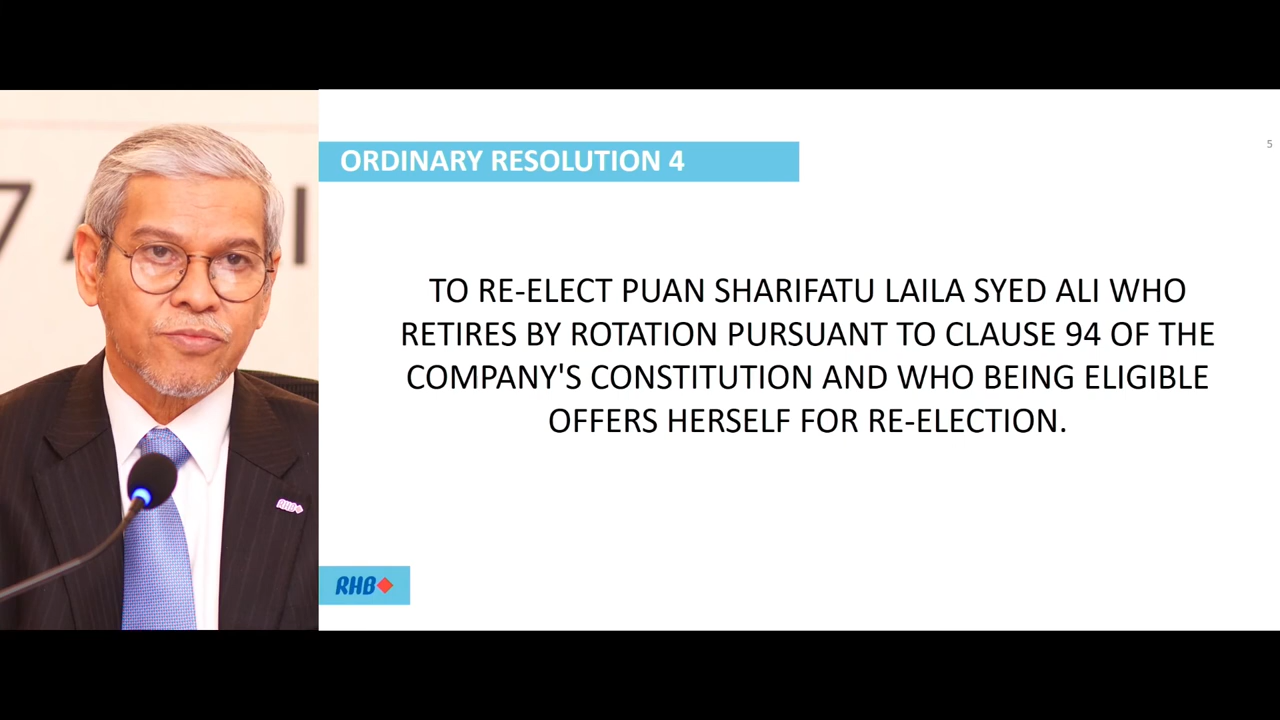 ORDINARY RESOLUTION 4
5
TO RE-ELECT PUAN SHARIFATU LAILA SYED ALI WHO
RETIRES BY ROTATION PURSUANT TO CLAUSE 94 OF THE
COMPANY'S CONSTITUTION AND WHO BEING ELIGIBLE
OFFERS HERSELF FOR RE-ELECTION.
RHB
RHB